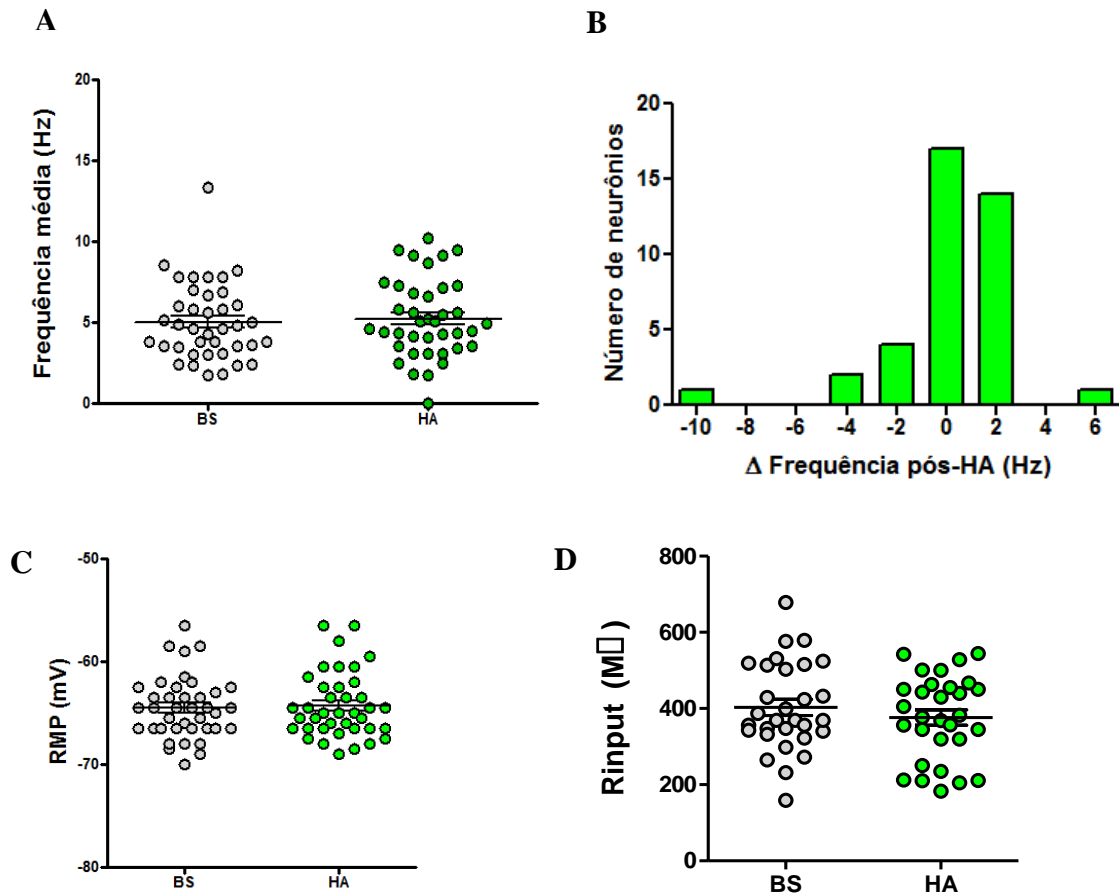 A
Frequência média (Hz)
20
15
10
5
0
BS HA
B
Número de neurônios
20
15
10
5
0
-10 -8 -6 -4 -2 0 2 4 6
Δ Frequência pós-HA (Hz)
C
RMP (mV)
-50
-60
-70
-80
BS HA
D
Rinput (M□)
800
600
400
200
0
BS HA